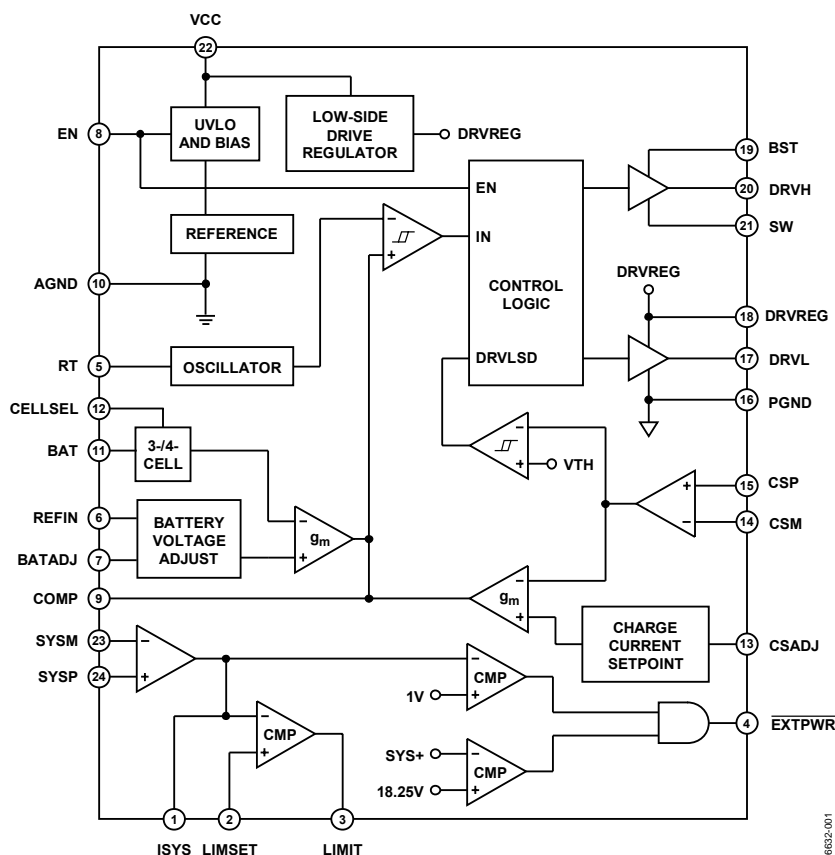 VCC
22
EN
8
UVLO
AND BIAS
LOW-SIDE
DRIVE
REGULATOR
DRVREG
REFERENCE
AGND
10
RT
5
OSCILLATOR
−
+
EN
IN
CONTROL
LOGIC
DRVLSD
19
BST
20
DRVH
21
SW
DRVREG
18
DRVREG
17
DRVL
16
PGND
CELLSEL
12
BAT
11
3-/4-
CELL
−
+
VTH
+
−
15
CSP
14
CSM
REFIN
6
BATADJ
7
BATTERY
VOLTAGE
ADJUST
−
gm
+
COMP
9
−
gm
+
CHARGE
CURRENT
SETPOINT
13
CSADJ
SYSM
23
SYSP
24
−
+
−
CMP
+
1V
−
CMP
+
SYS+
−
CMP
+
18.25V
4
EXTPWR
1
2
3
ISYS
LIMSET
LIMIT
6632-001